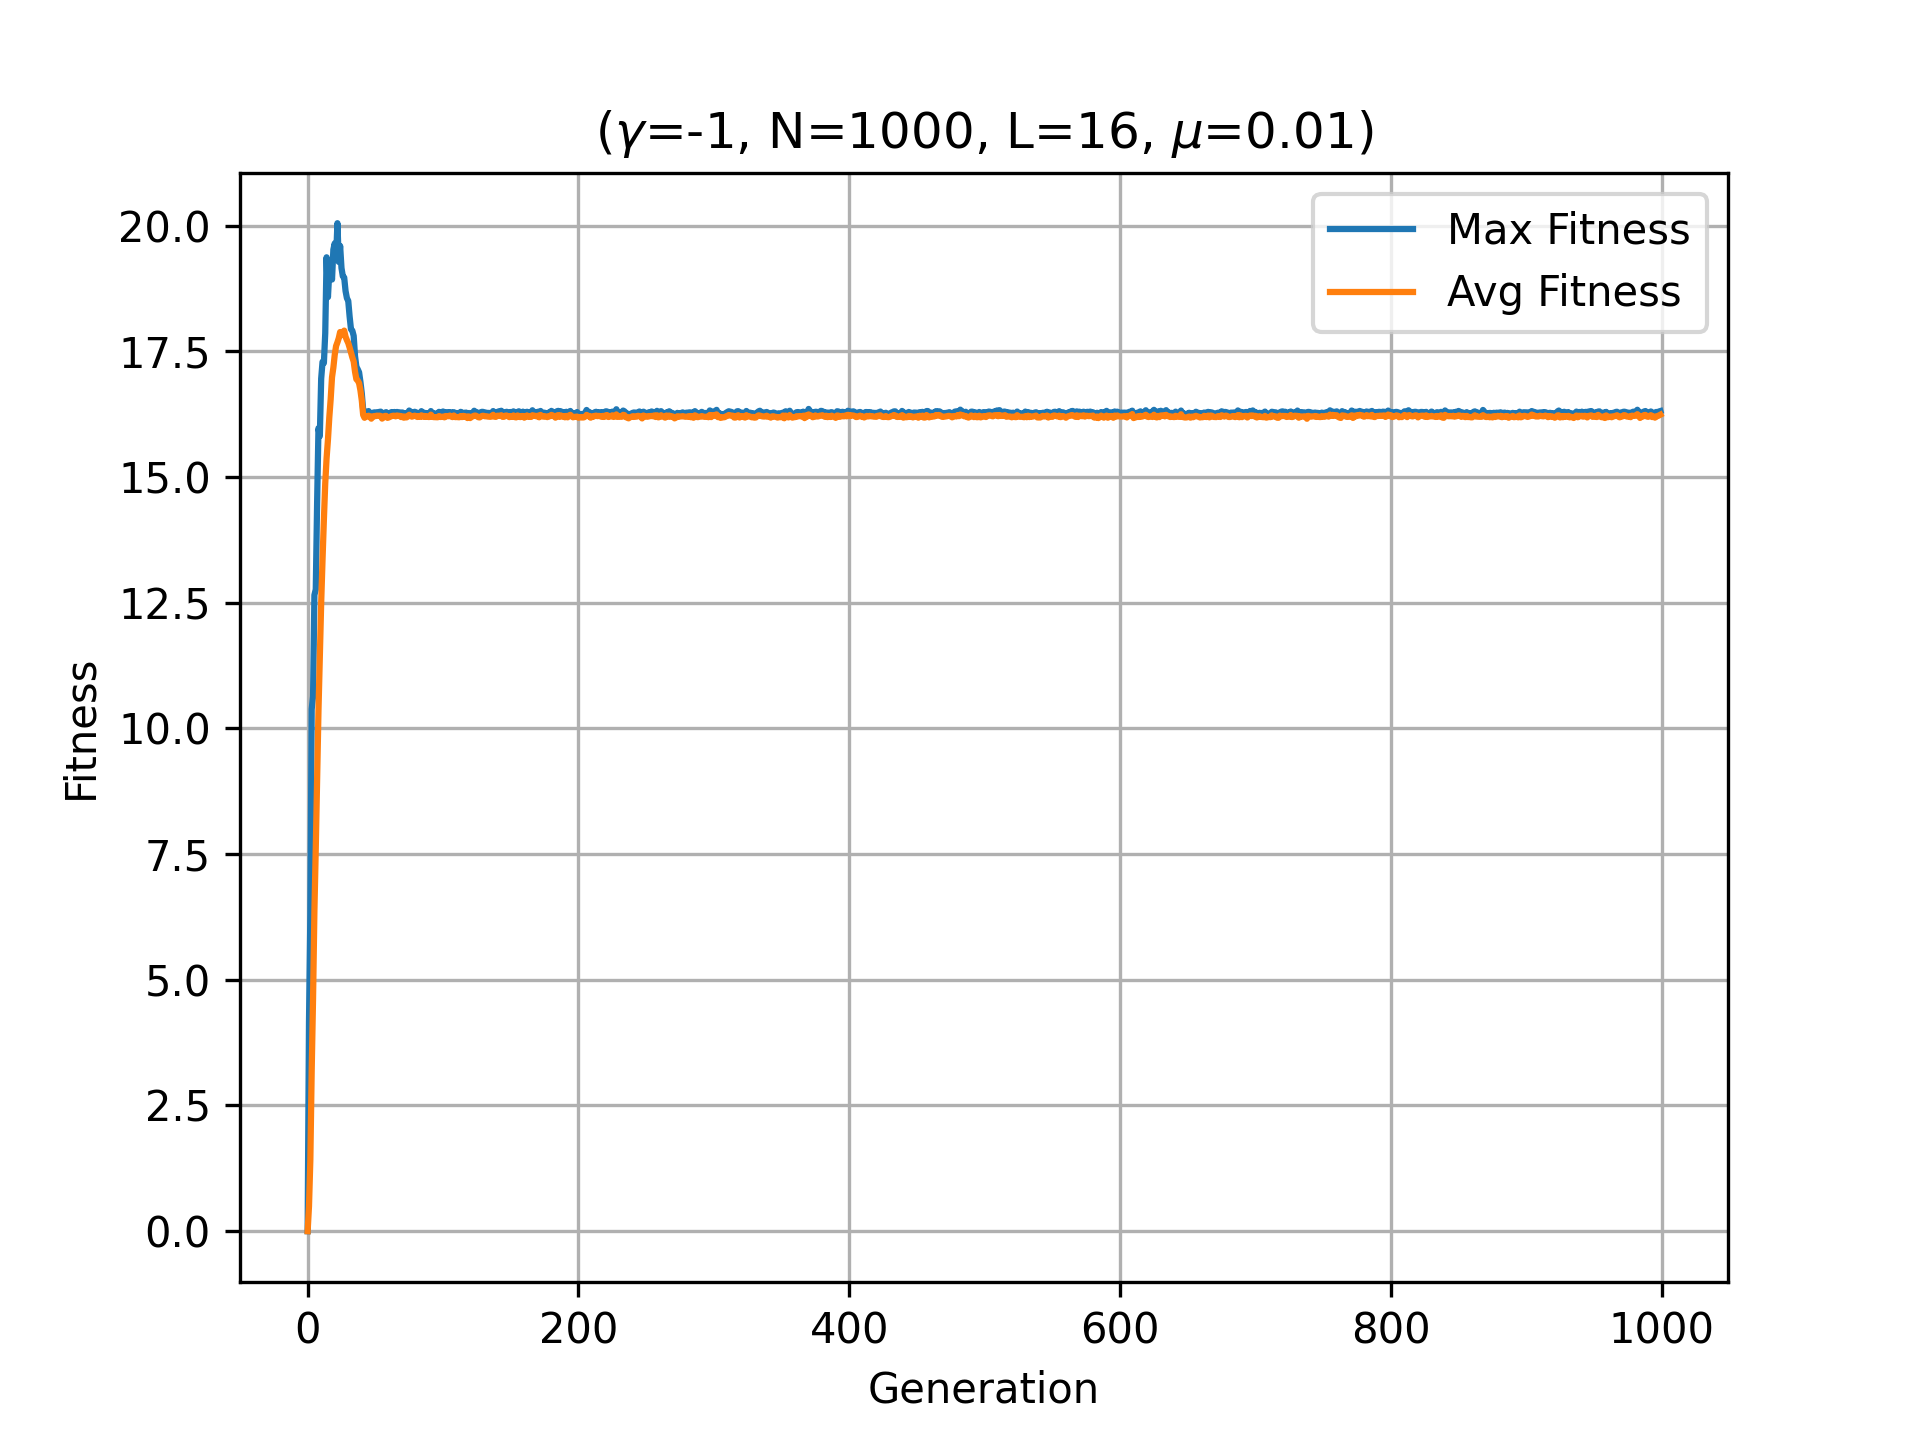 (γ=-1, N=1000, L=16, μ=0.01)
Max Fitness
Avg Fitness
20.0
17.5
15.0
12.5
10.0
7.5
5.0
2.5
0.0
Fitness
0 200 400 600 800 1000
Generation